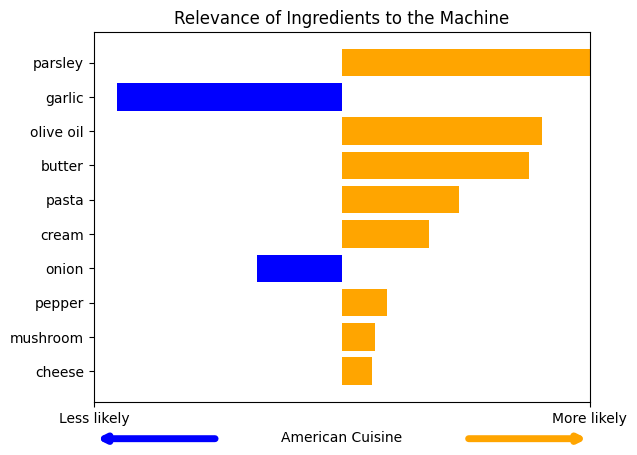 Relevance of Ingredients to the Machine
parsley
garlic
olive oil
butter
pasta
cream
onion
pepper
mushroom
cheese
Less likely
More likely
American Cuisine